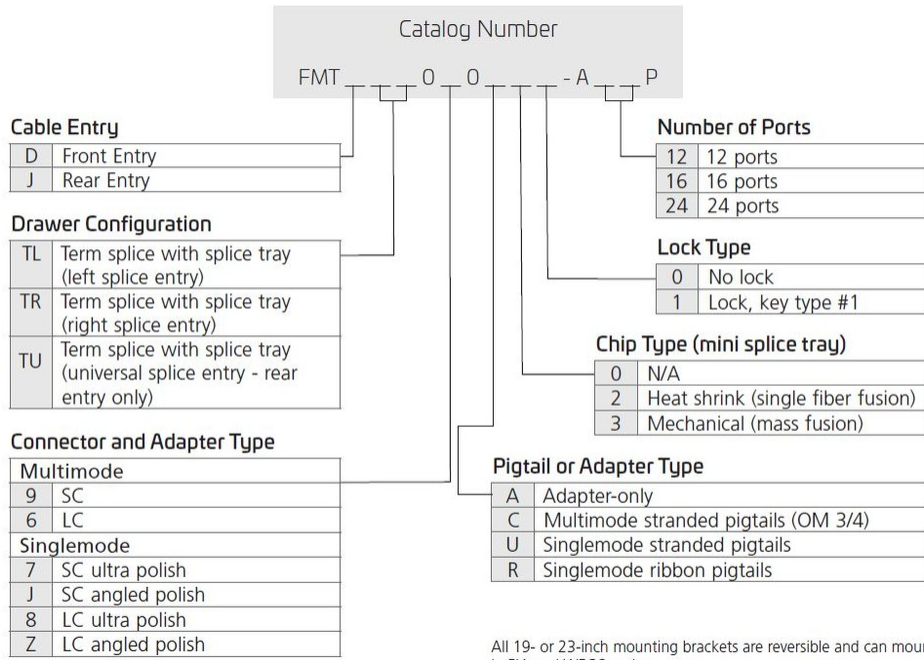 Catalog Number
FMT _ _ _ 0 _ 0 _ _ _ - A _ _ P
Cable Entry
D Front Entry
J Rear Entry
Drawer Configuration
TL Term splice with splice tray
(left splice entry)
TR Term splice with splice tray
(right splice entry)
TU Term splice with splice tray
(universal splice entry - rear
entry only)
Connector and Adapter Type
Multimode
9 SC
6 LC
Singlemode
7 SC ultra polish
J SC angled polish
8 LC ultra polish
Z LC angled polish
Number of Ports
12 12 ports
16 16 ports
24 24 ports
Lock Type
0 No lock
1 Lock, key type #1
Chip Type (mini splice tray)
0 N/A
2 Heat shrink (single fiber fusion)
3 Mechanical (mass fusion)
Pigtail or Adapter Type
A Adapter-only
C Multimode stranded pigtails (OM 3/4)
U Singlemode stranded pigtails
R Singlemode ribbon pigtails
All 19- or 23-inch mounting brackets are reversible and can mou